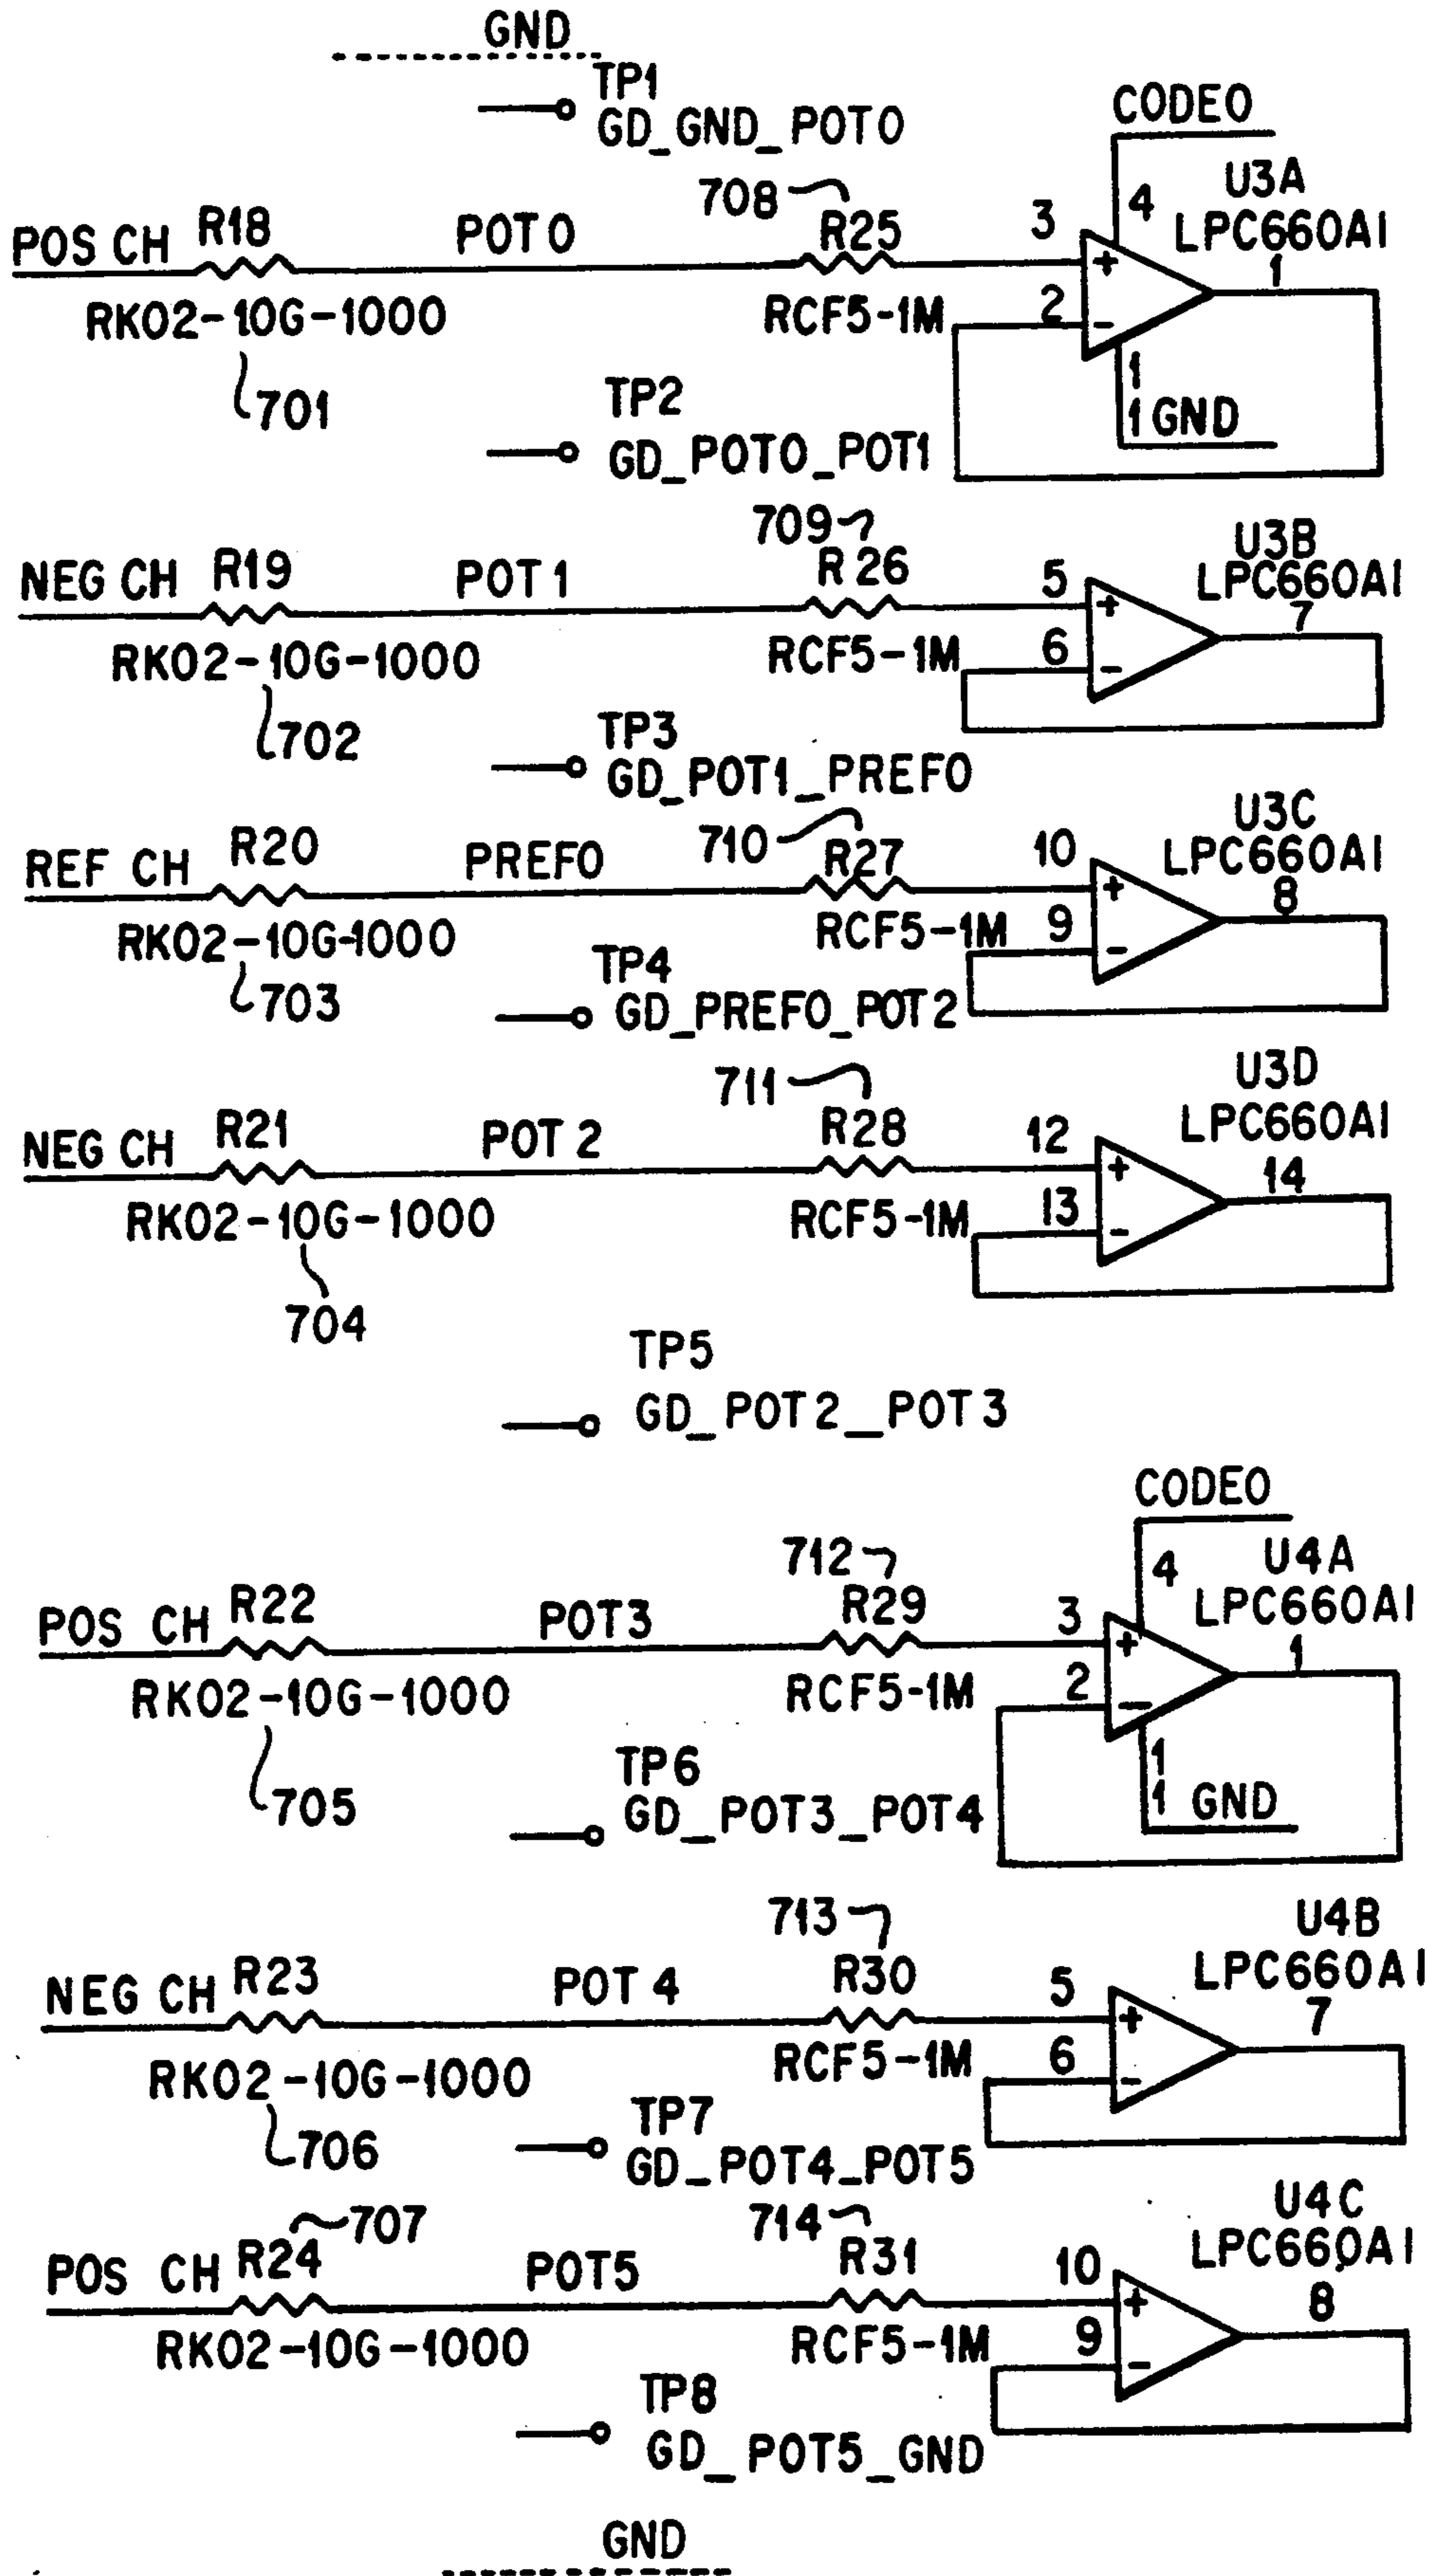 GND
TP1
GD_GND_POT0
CODEO
708
U3A
POS CH R18 POT 0 R25 3 4 LPC660AI
1
RK02-10G-1000 RCF5-1M 2
+
-
701
1
1 GND
TP2
GD_POT0_POT1
709
U3B
NEG CH R19 POT 1 R26 5 LPC660AI
7
RK02-10G-1000 RCF5-1M 6
+
-
702
TP3
GD_POT1_PREF0
710
U3C
REF CH R20 PREF0 R27 10 LPC660AI
8
RK02-10G-1000 RCF5-1M 9
+
-
703
TP4
GD_PREF0_POT2
711
U3D
NEG CH R21 POT 2 R28 12 LPC660AI
14
RK02-10G-1000 RCF5-1M 13
+
-
704
TP5
GD_POT2_POT3
CODEO
712
U4A
POS CH R22 POT3 R29 3 4 LPC660AI
1
RK02-10G-1000 RCF5-1M 2
+
-
705
1
1 GND
TP6
GD_POT3_POT4
713
U4B
NEG CH R23 POT 4 R30 5 LPC660AI
7
RK02-10G-1000 RCF5-1M 6
+
-
706
TP7
GD_POT4_POT5
707
714
U4C
POS CH R24 POT5 R31 10 LPC660AI
8
RK02-10G-1000 RCF5-1M 9
+
-
TP8
GD_POT5_GND
GND